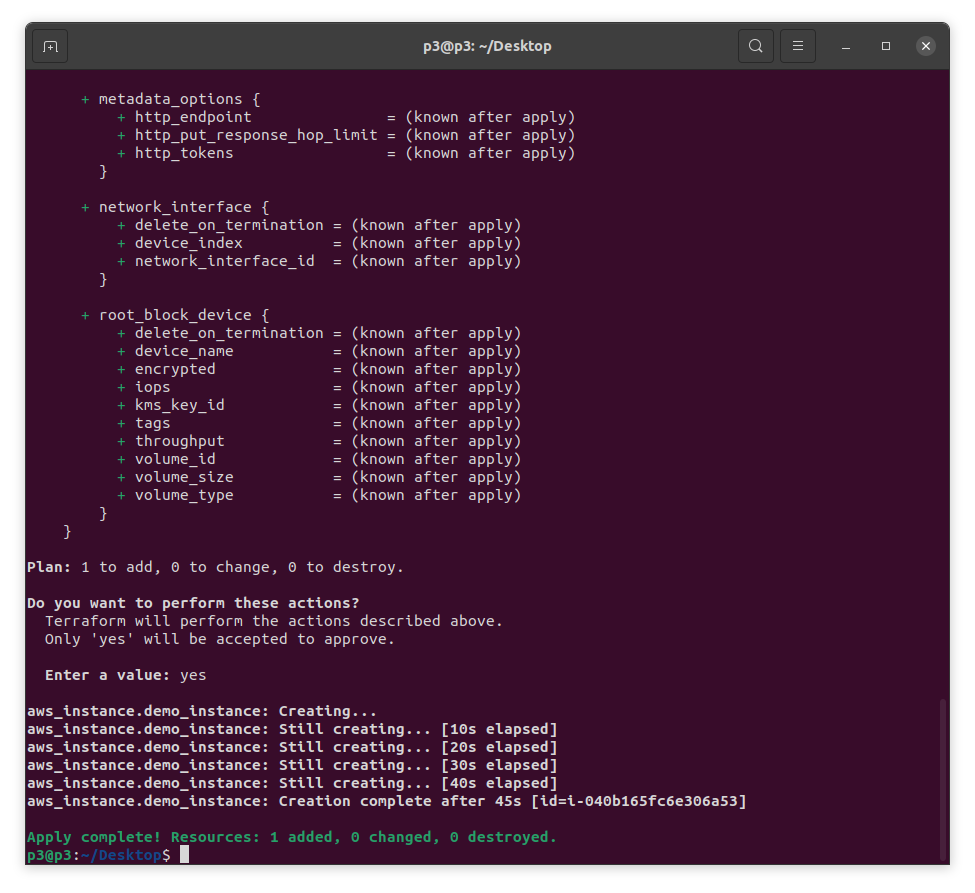 p3@p3: ~/Desktop
+ metadata_options {
+ http_endpoint = (known after apply)
+ http_put_response_hop_limit = (known after apply)
+ http_tokens = (known after apply)
}
+ network_interface {
+ delete_on_termination = (known after apply)
+ device_index = (known after apply)
+ network_interface_id = (known after apply)
}
+ root_block_device {
+ delete_on_termination = (known after apply)
+ device_name = (known after apply)
+ encrypted = (known after apply)
+ iops = (known after apply)
+ kms_key_id = (known after apply)
+ tags = (known after apply)
+ throughput = (known after apply)
+ volume_id = (known after apply)
+ volume_size = (known after apply)
+ volume_type = (known after apply)
}
}
Plan: 1 to add, 0 to change, 0 to destroy.
Do you want to perform these actions?
Terraform will perform the actions described above.
Only 'yes' will be accepted to approve.
Enter a value: yes
aws_instance.demo_instance: Creating...
aws_instance.demo_instance: Still creating... [10s elapsed]
aws_instance.demo_instance: Still creating... [20s elapsed]
aws_instance.demo_instance: Still creating... [30s elapsed]
aws_instance.demo_instance: Still creating... [40s elapsed]
aws_instance.demo_instance: Creation complete after 45s [id=i-040b165fc6e306a53]
Apply complete! Resources: 1 added, 0 changed, 0 destroyed.
p3@p3:~/Desktop$